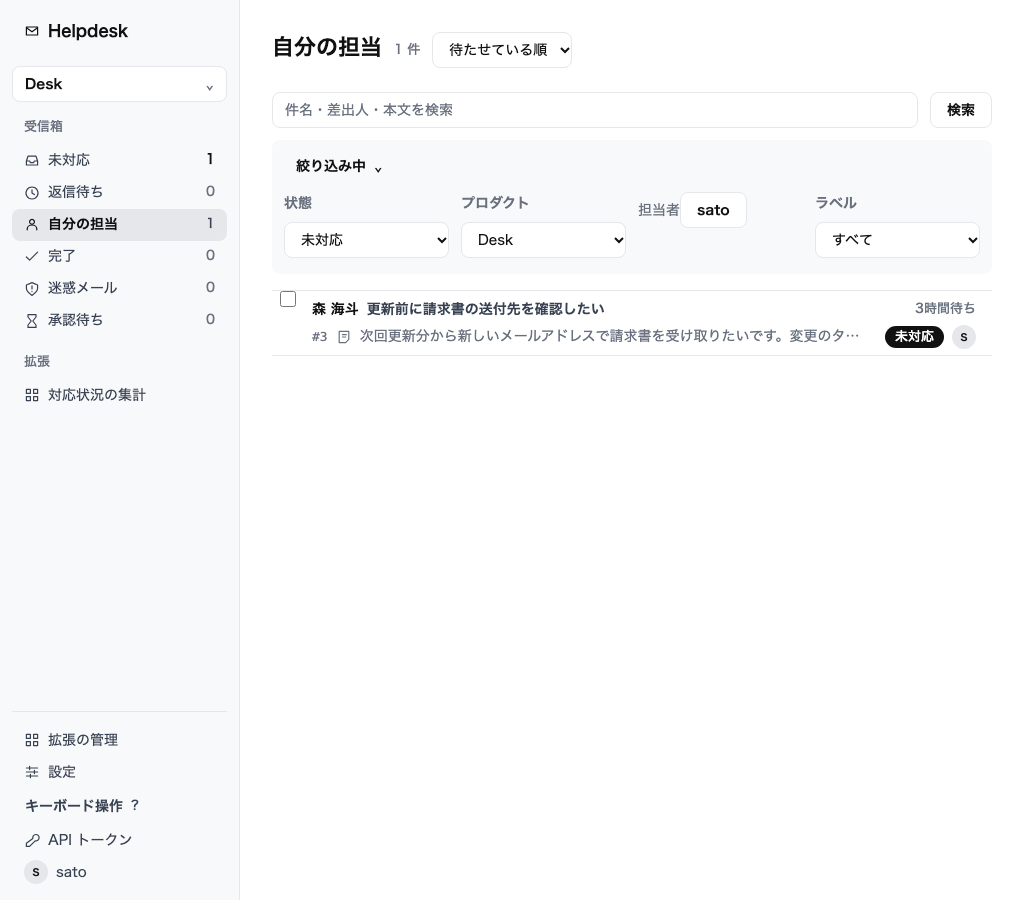 Helpdesk
Desk
受信箱
未対応 1
返信待ち 0
自分の担当 1
完了 0
迷惑メール 0
承認待ち 0
拡張
対応状況の集計
拡張の管理
設定
キーボード操作 ?
API トークン
S sato
自分の担当 1 件 待たせている順
件名・差出人・本文を検索 検索
絞り込み中
状態 プロダクト 担当者 sato ラベル
未対応 Desk すべて
森 海斗 更新前に請求書の送付先を確認したい 3時間待ち
#3 次回更新分から新しいメールアドレスで請求書を受け取りたいです。変更のタ… 未対応 S